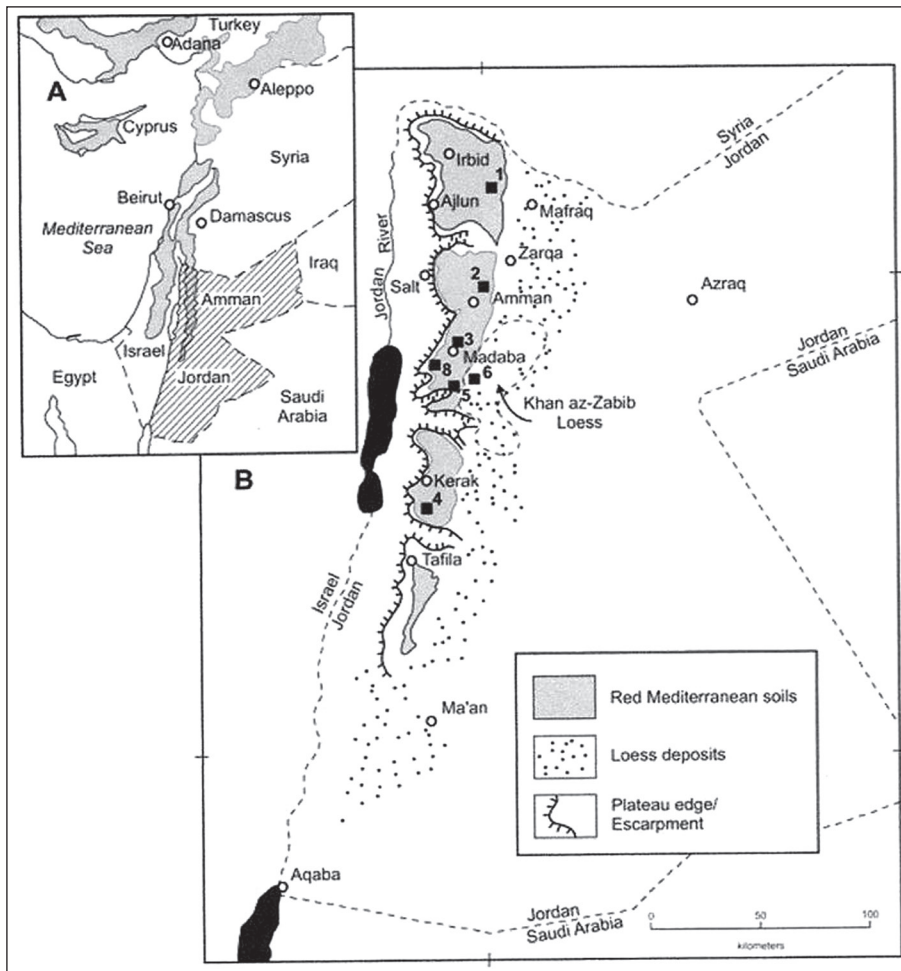 Turkey
Adana
A
Aleppo
Cyprus
Syria
Beirut
Damascus
Mediterranean
Sea
Iraq
Amman
Israel
Jordan
Egypt
Saudi
Arabia
B
Syria
Jordan
Irbid
1
Ajlun
Mafraq
Jordan River
Zarqa
Salt
2
Amman
Azraq
3
Madaba
8
6
5
Jordan
Saudi Arabia
Khan az-Zabib
Loess
Kerak
4
Tafila
Israel
Jordan
Ma'an
Red Mediterranean soils
Loess deposits
Plateau edge/
Escarpment
Aqaba
Jordan
Saudi Arabia
0 50 100
kilometers